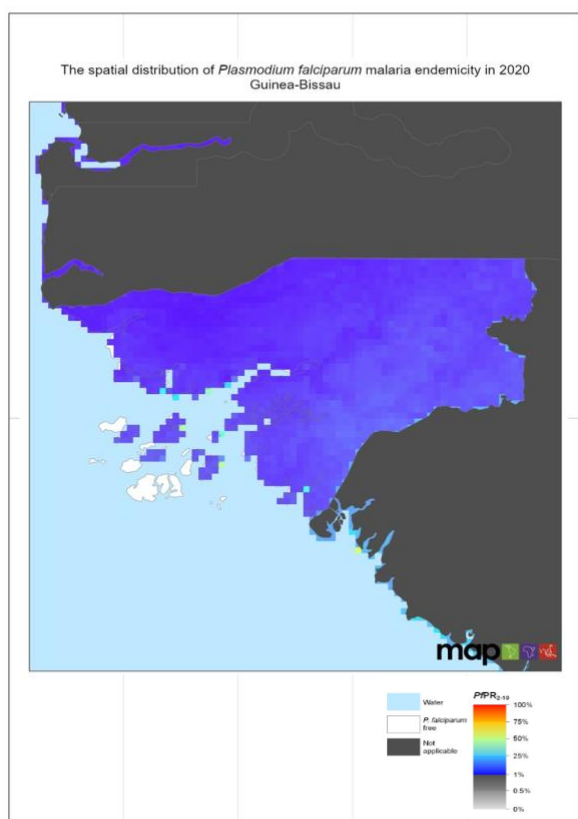 The spatial distribution of Plasmodium falciparum malaria endemicity in 2020
Guinea-Bissau
map
Water
P. falciparum
free
Not
applicable
PfPR2-10
100%
75%
50%
25%
1%
0.5%
0%